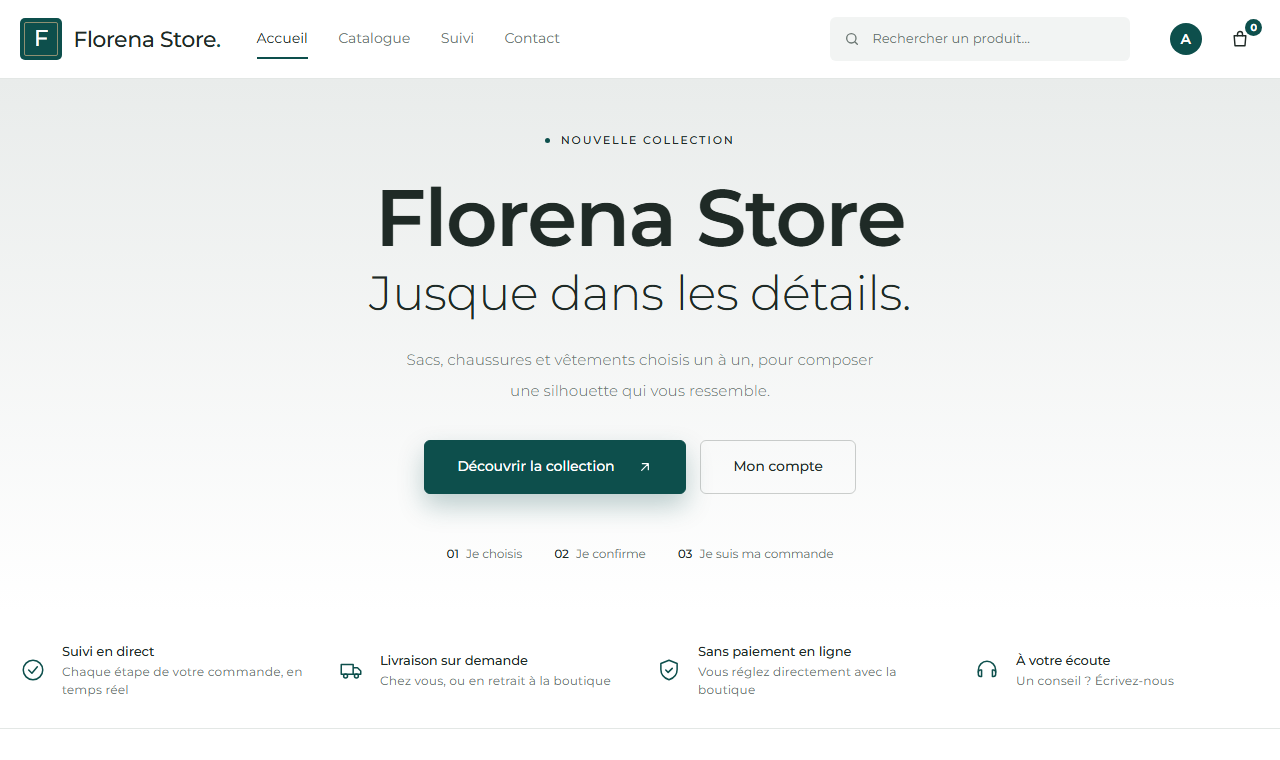 F Florena Store. Accueil Catalogue Suivi Contact Rechercher un produit... A 0
NOUVELLE COLLECTION
Florena Store
Jusque dans les détails.
Sacs, chaussures et vêtements choisis un à un, pour composer
une silhouette qui vous ressemble.
Découvrir la collection Mon compte
01 Je choisis 02 Je confirme 03 Je suis ma commande
Suivi en direct
Chaque étape de votre commande, en
temps réel
Livraison sur demande
Chez vous, ou en retrait à la boutique
Sans paiement en ligne
Vous réglez directement avec la
boutique
À votre écoute
Un conseil ? Écrivez-nous